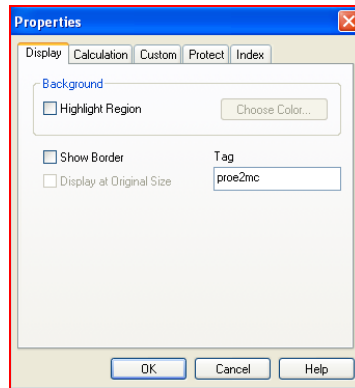 Properties
Display Calculation Custom Protect Index
Background
Highlight Region Choose Color...
Show Border Tag
Display at Original Size proe2mc
OK Cancel Help